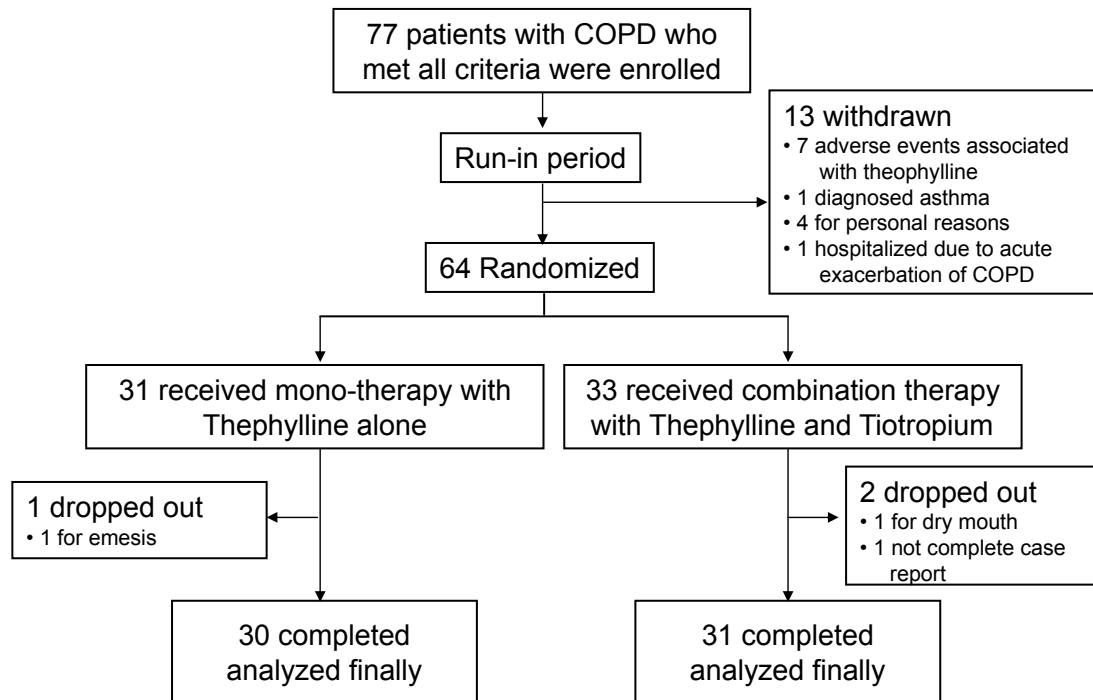 77 patients with COPD who
met all criteria were enrolled
Run-in period
13 withdrawn
• 7 adverse events associated
with theophylline
• 1 diagnosed asthma
• 4 for personal reasons
• 1 hospitalized due to acute
exacerbation of COPD
64 Randomized
31 received mono-therapy with
Thephylline alone
33 received combination therapy
with Thephylline and Tiotropium
1 dropped out
• 1 for emesis
2 dropped out
• 1 for dry mouth
• 1 not complete case
report
30 completed
analyzed finally
31 completed
analyzed finally